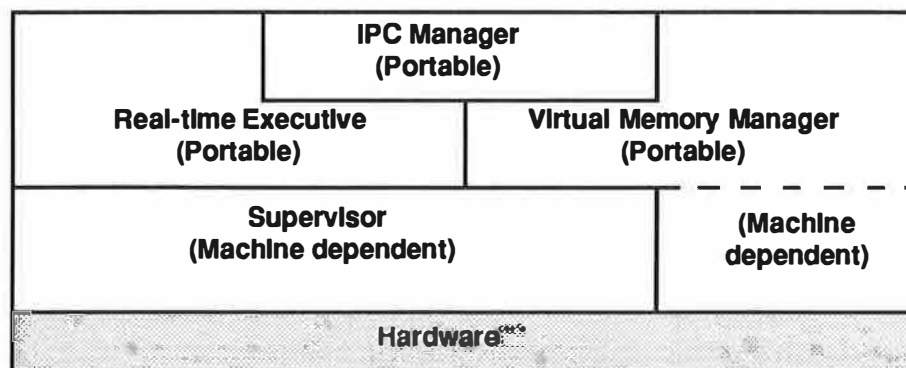 IPC Manager
(Portable)
Real-time Executive
(Portable)
Virtual Memory Manager
(Portable)
Supervisor
(Machine dependent)
(Machine
dependent)
Hardware